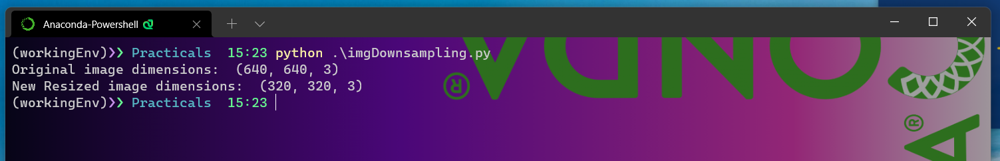 Anaconda-Powershell
(workingEnv)❯❯ Practicals  15:23 python .\imgDownsampling.py
Original image dimensions:  (640, 640, 3)
New Resized image dimensions:  (320, 320, 3)
(workingEnv)❯❯ Practicals  15:23
ONDA
®
A®